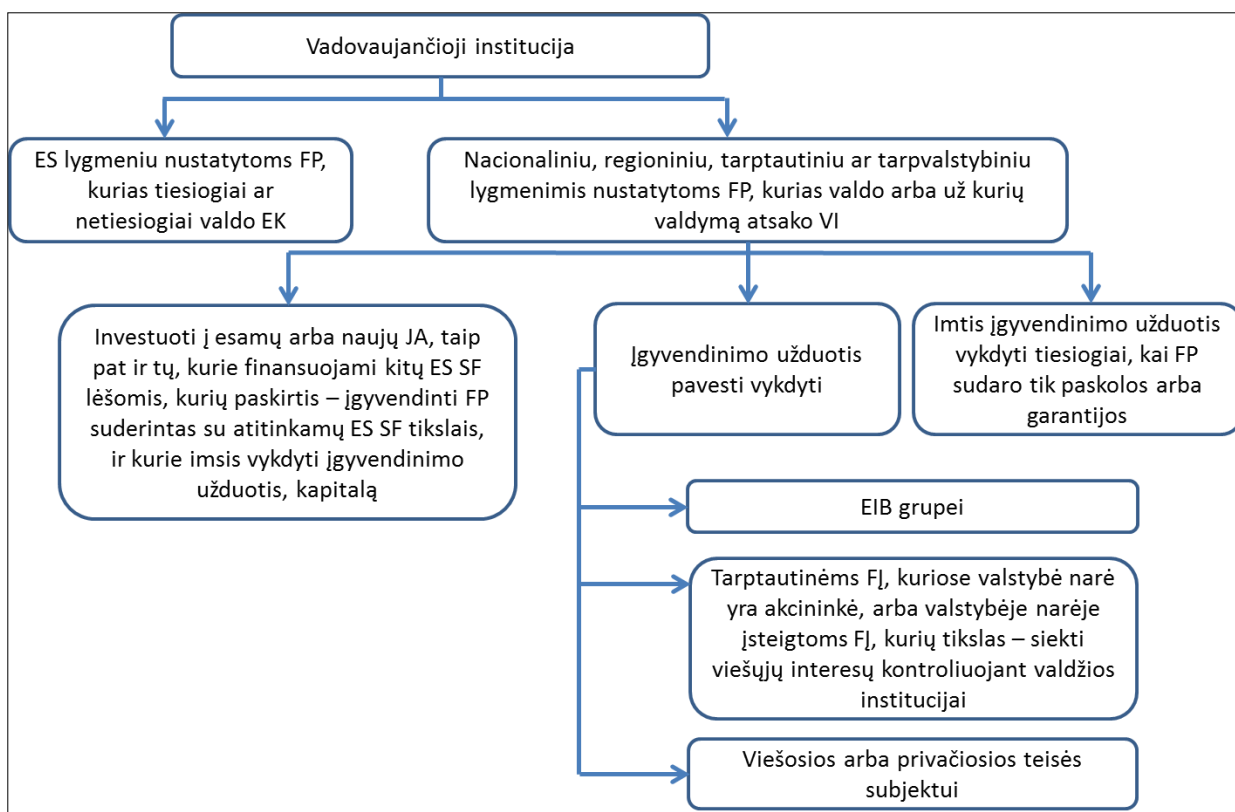 Vadovaujančioji institucija
ES lygmeniu nustatytoms FP,
kurias tiesiogiai ar
netiesiogiai valdo EK
Nacionaliniu, regioniniu, tarptautiniu ar tarpvalstybiniu
lygmenimis nustatytoms FP, kurias valdo arba už kurių
valdymą atsako VI
Investuoti į esamų arba naujų JA, taip
pat ir tų, kurie finansuojami kitų ES SF
lėšomis, kurių paskirtis – įgyvendinti FP
suderintas su atitinkamų ES SF tikslais,
ir kurie imsis vykdyti įgyvendinimo
užduotis, kapitalą
Įgyvendinimo užduotis
pavesti vykdyti
Imtis įgyvendinimo užduotis
vykdyti tiesiogiai, kai FP
sudaro tik paskolos arba
garantijos
EIB grupei
Tarptautinėms FĮ, kuriose valstybė narė
yra akcininkė, arba valstybėje narėje
įsteigtoms FĮ, kurių tikslas – siekti
viešųjų interesų kontroliuojant valdžios
institucijai
Viešosios arba privačiosios teisės
subjektui